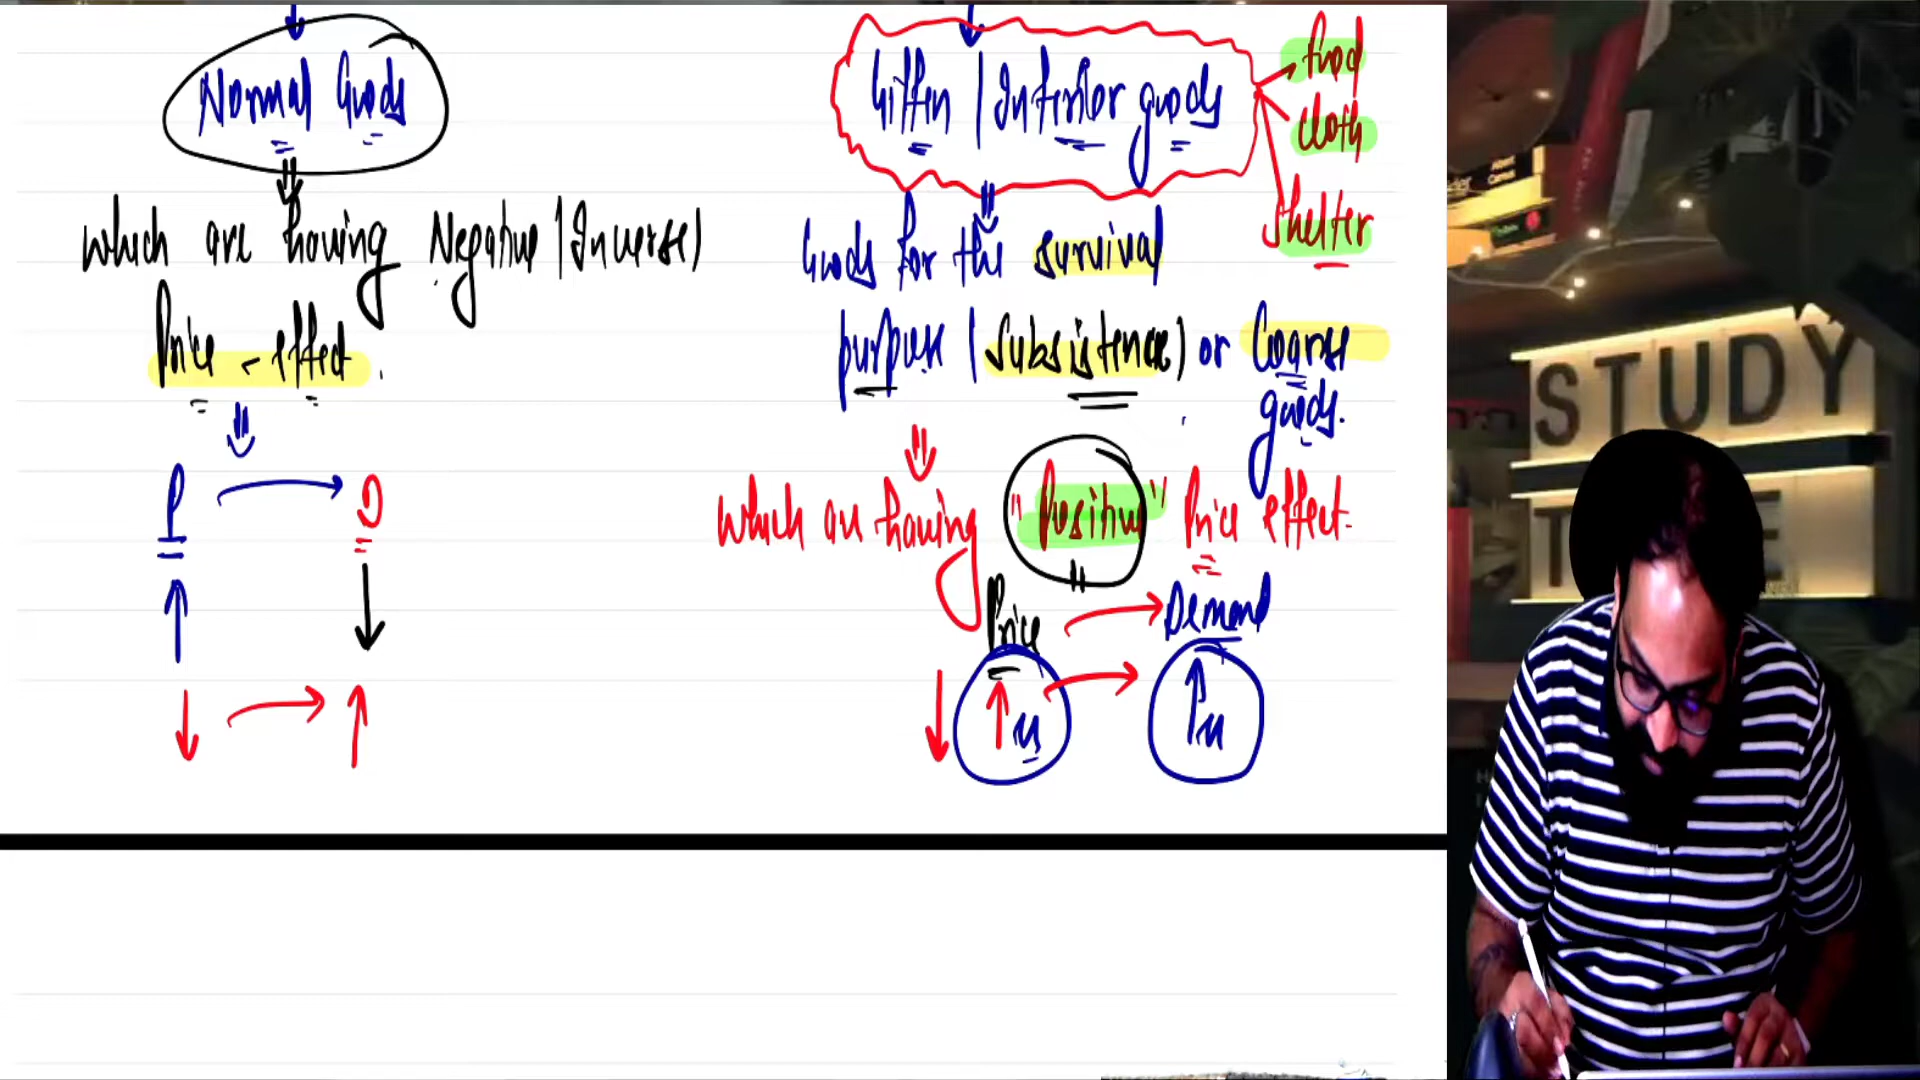 Normal Goods
which are having Negative (Inverse)
Price - effect.
P → D
↑ ↓
↓ → ↑
Giffen / Inferior goods
food
cloth
shelter
Goods for the survival
purpose (subsistence) or Coarse
goods.
which are having "Positive" Price effect.
Price → Demand
↓ ↑ → ↑
STUDY